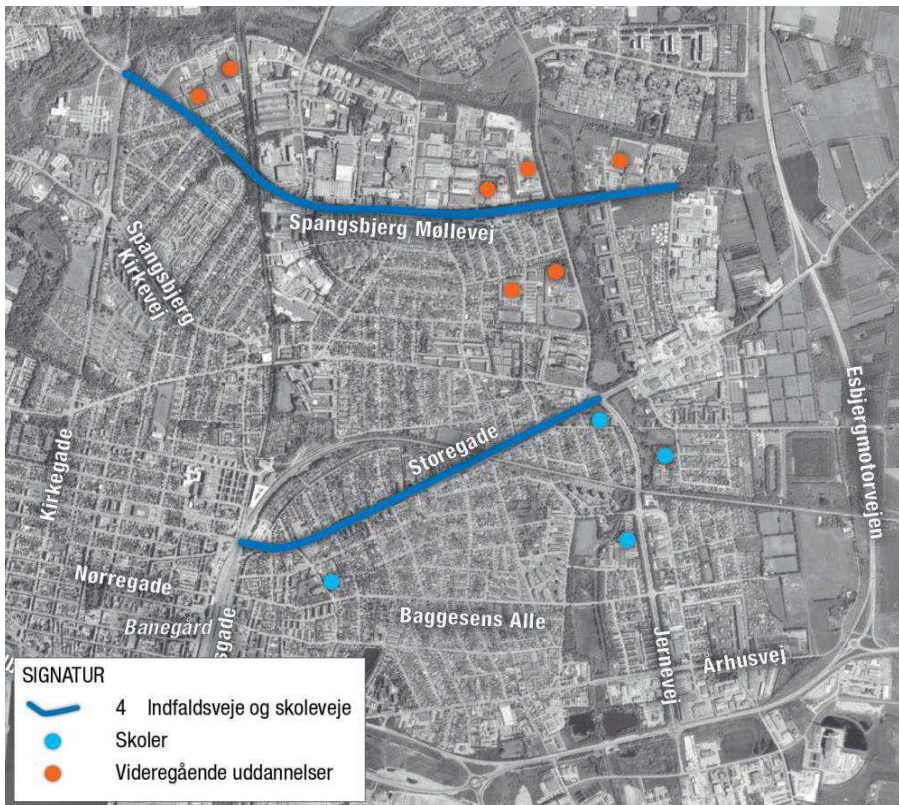 Spangsbjerg Møllevej
Spangsbjerg
Kirkevej
Esbjergmotorvejen
Storegade
Kirkegade
Nørregade
Banegård
sgade
Baggesens Alle
Jernevej
Århusvej
SIGNATUR
4 Indfaldsveje og skoleveje
Skoler
Videregående uddannelser